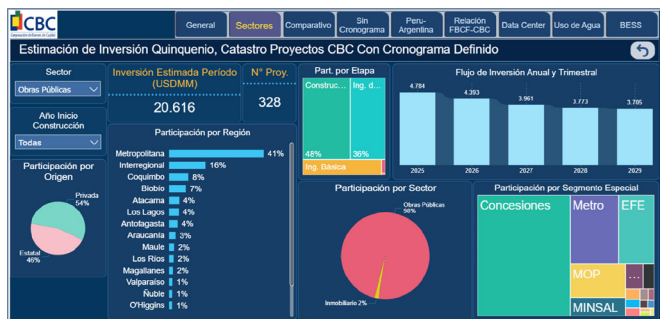 CBC
General
Sectores
Comparativo
Sin Cronograma
Peru-Argentina
Relación FBCF-CBC
Data Center
Uso de Agua
BESS
Estimación de Inversión Quinquenio, Catastro Proyectos CBC Con Cronograma Definido
Sector
Obras Públicas
Año Inicio
Construcción
Todas
Participación por
Origen
Privada
54%
Estatal
46%
Inversión Estimada Período
(USDMM)
20.616
N° Proy.
328
Participación por Región
Metropolitana 41%
Interregional 16%
Coquimbo 8%
Biobío 7%
Atacama 4%
Los Lagos 4%
Antofagasta 4%
Araucanía 3%
Maule 2%
Los Ríos 2%
Magallanes 2%
Valparaíso 1%
Ñuble 1%
O'Higgins 1%
Part. por Etapa
Construc...
Ing. d...
48%
36%
Ing. Básica
Flujo de Inversión Anual y Trimestral
4.784
4.393
3.961
3.773
3.705
2025
2026
2027
2028
2029
Participación por Sector
Obras Públicas
98%
Inmobiliario 2%
Participación por Segmento Especial
Concesiones
Metro
EFE
MOP
...
MINSAL